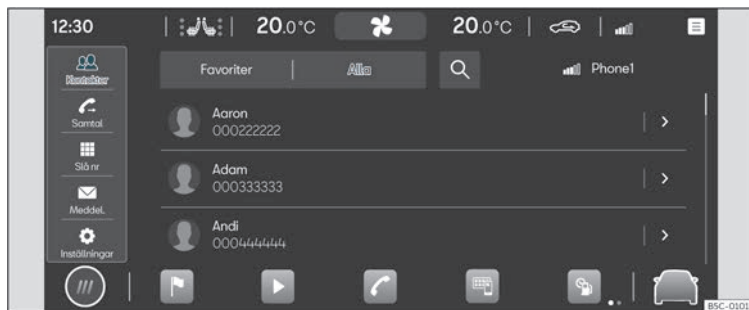 12:30 20.0°C 20.0°C
Kontakter
Favoriter Alla Phone1
Samtal
Aaron
000222222
Slå nr
Adam
000333333
Meddel.
Andi
000444444
Inställningar
B5C-0101